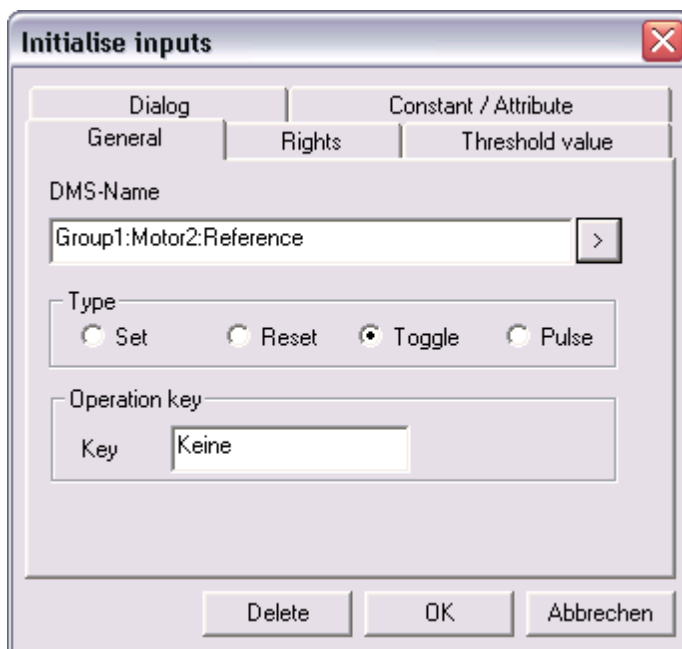 Initialise inputs
Dialog Constant / Attribute
General Rights Threshold value
DMS-Name
Group1:Motor2:Reference >
Type
Set Reset Toggle Pulse
Operation key
Key Keine
Delete OK Abbrechen